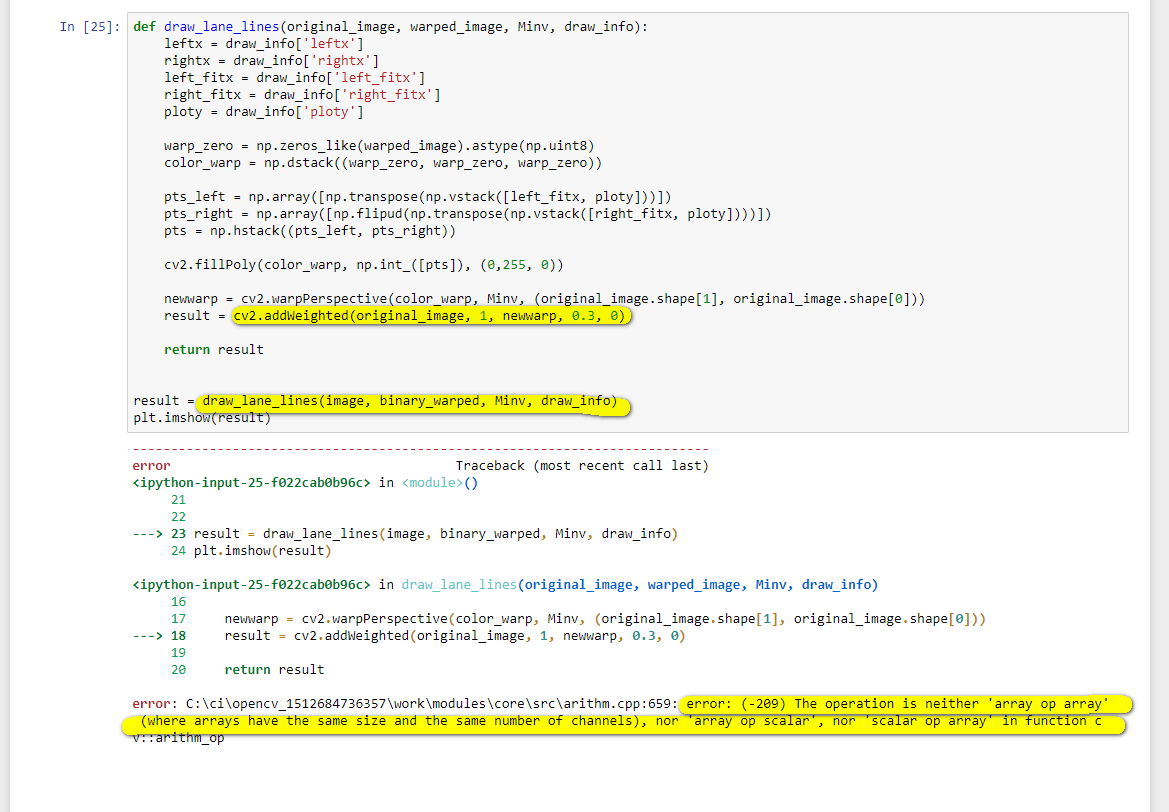 In [25]: def draw_lane_lines(original_image, warped_image, Minv, draw_info):
    leftx = draw_info['leftx']
    rightx = draw_info['rightx']
    left_fitx = draw_info['left_fitx']
    right_fitx = draw_info['right_fitx']
    ploty = draw_info['ploty']
    warp_zero = np.zeros_like(warped_image).astype(np.uint8)
    color_warp = np.dstack((warp_zero, warp_zero, warp_zero))
    pts_left = np.array([np.transpose(np.vstack([left_fitx, ploty]))])
    pts_right = np.array([np.flipud(np.transpose(np.vstack([right_fitx, ploty])))])
    pts = np.hstack((pts_left, pts_right))
    cv2.fillPoly(color_warp, np.int_([pts]), (0,255, 0))
    newwarp = cv2.warpPerspective(color_warp, Minv, (original_image.shape[1], original_image.shape[0]))
    result = cv2.addWeighted(original_image, 1, newwarp, 0.3, 0)
    return result
result = draw_lane_lines(image, binary_warped, Minv, draw_info)
plt.imshow(result)
---------------------------------------------------------------------------
error                                     Traceback (most recent call last)
<ipython-input-25-f022cab0b96c> in <module>()
     21
     22
---> 23 result = draw_lane_lines(image, binary_warped, Minv, draw_info)
     24 plt.imshow(result)
<ipython-input-25-f022cab0b96c> in draw_lane_lines(original_image, warped_image, Minv, draw_info)
     16
     17     newwarp = cv2.warpPerspective(color_warp, Minv, (original_image.shape[1], original_image.shape[0]))
---> 18     result = cv2.addWeighted(original_image, 1, newwarp, 0.3, 0)
     19
     20     return result
error: C:\ci\opencv_1512684736357\work\modules\core\src\arithm.cpp:659: error: (-209) The operation is neither 'array op array'
 (where arrays have the same size and the same number of channels), nor 'array op scalar', nor 'scalar op array' in function c
v::arithm_op